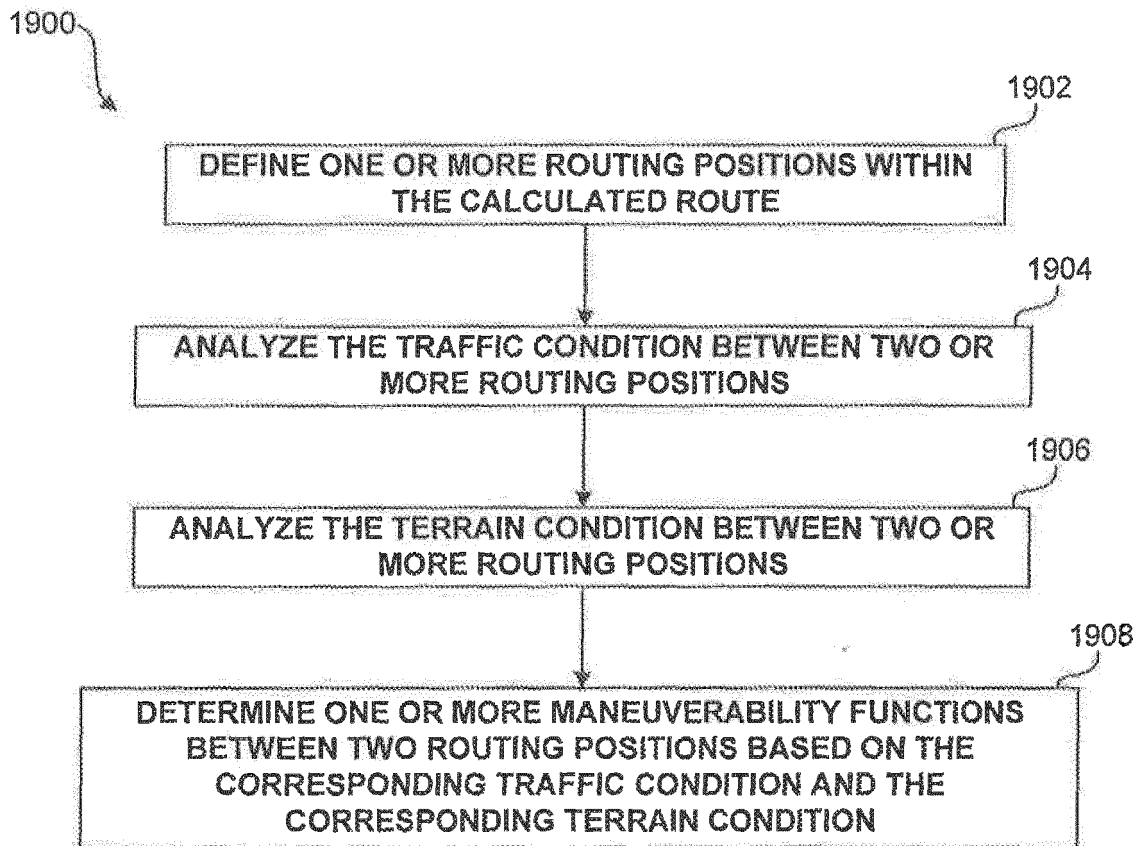 1900
1902
DEFINE ONE OR MORE ROUTING POSITIONS WITHIN
THE CALCULATED ROUTE
1904
ANALYZE THE TRAFFIC CONDITION BETWEEN TWO OR
MORE ROUTING POSITIONS
1906
ANALYZE THE TERRAIN CONDITION BETWEEN TWO OR
MORE ROUTING POSITIONS
1908
DETERMINE ONE OR MORE MANEUVERABILITY FUNCTIONS
BETWEEN TWO ROUTING POSITIONS BASED ON THE
CORRESPONDING TRAFFIC CONDITION AND THE
CORRESPONDING TERRAIN CONDITION